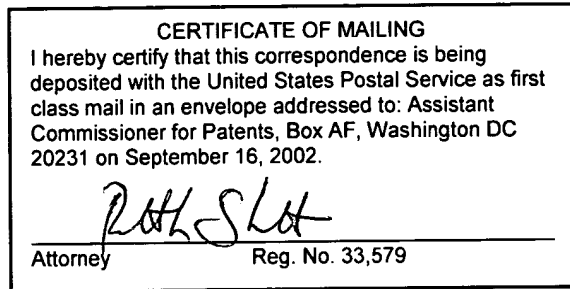 CERTIFICATE OF MAILING
I hereby certify that this correspondence is being
deposited with the United States Postal Service as first
class mail in an envelope addressed to: Assistant
Commissioner for Patents, Box AF, Washington DC
20231 on September 16, 2002.
Attorney Reg. No. 33,579